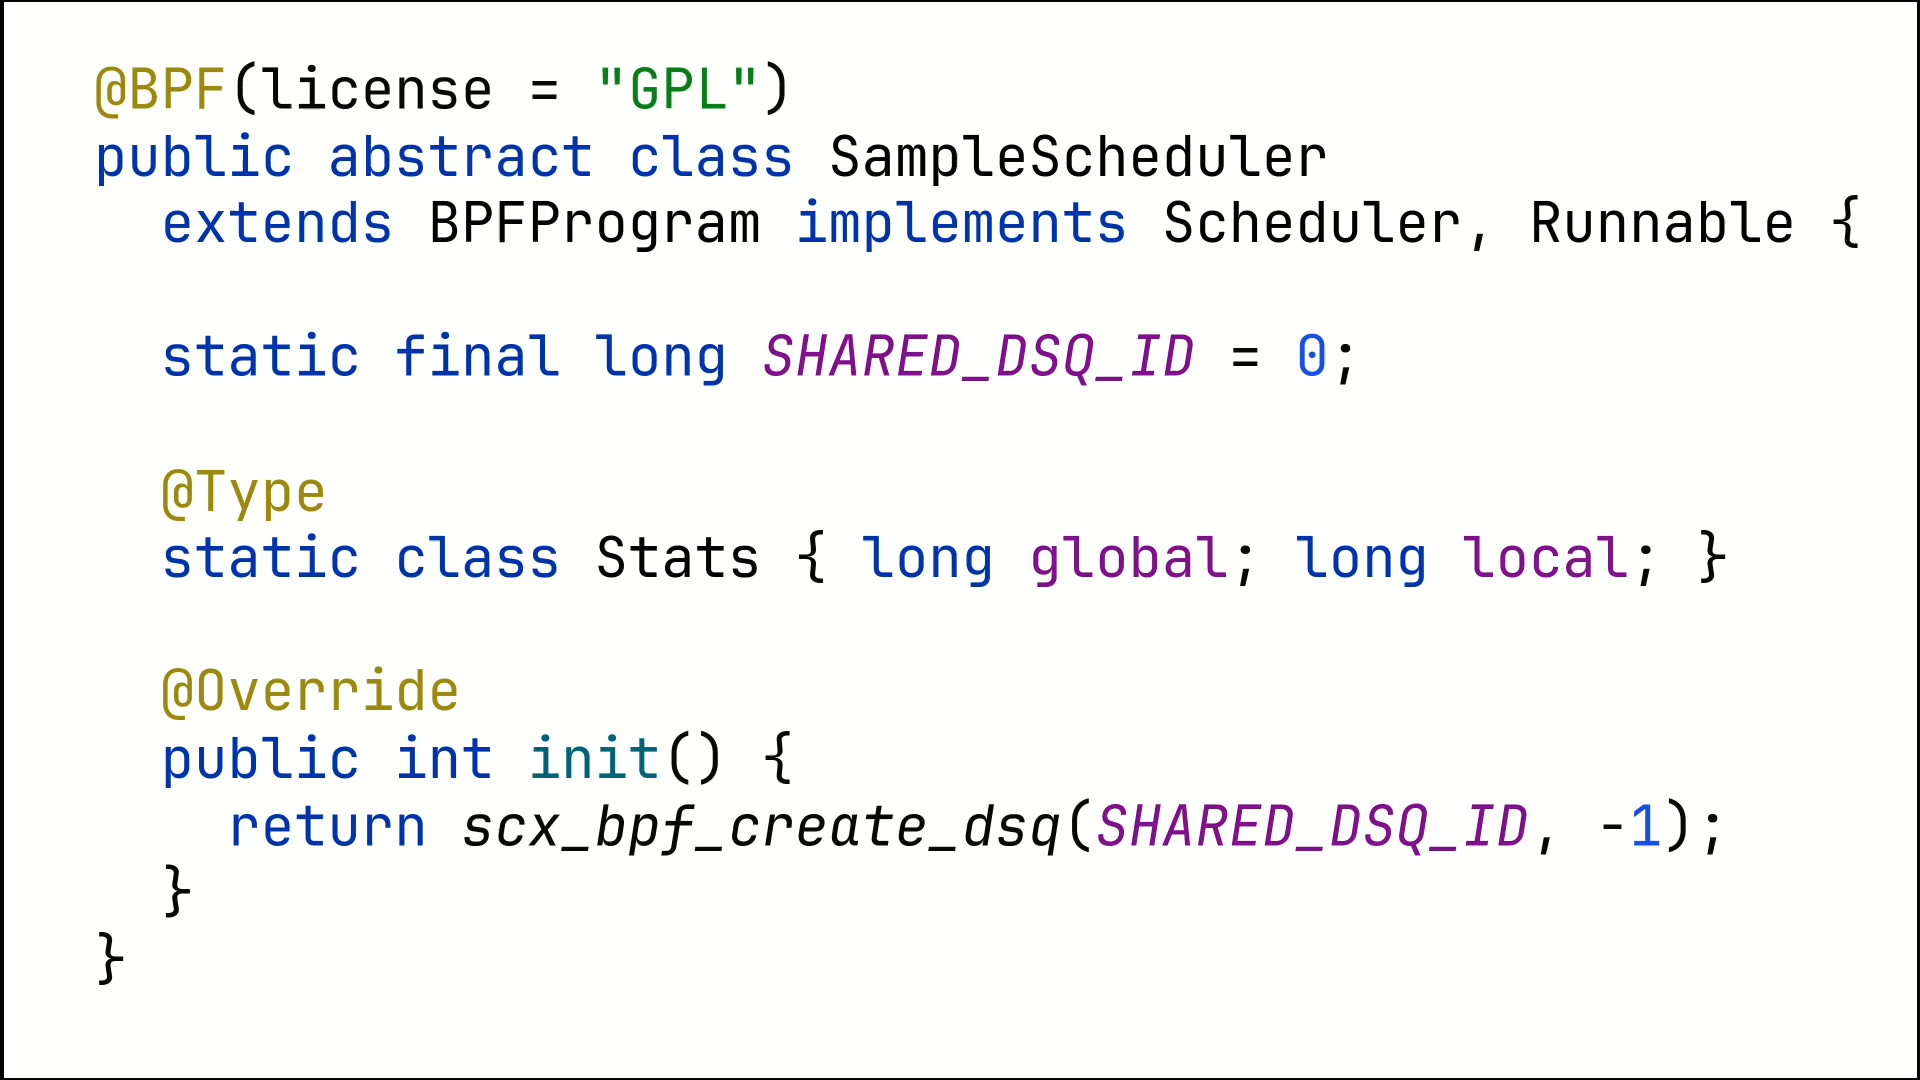 @BPF(license = "GPL")
public abstract class SampleScheduler
  extends BPFProgram implements Scheduler, Runnable {

  static final long SHARED_DSQ_ID = 0;

  @Type
  static class Stats { long global; long local; }

  @Override
  public int init() {
    return scx_bpf_create_dsq(SHARED_DSQ_ID, -1);
  }
}